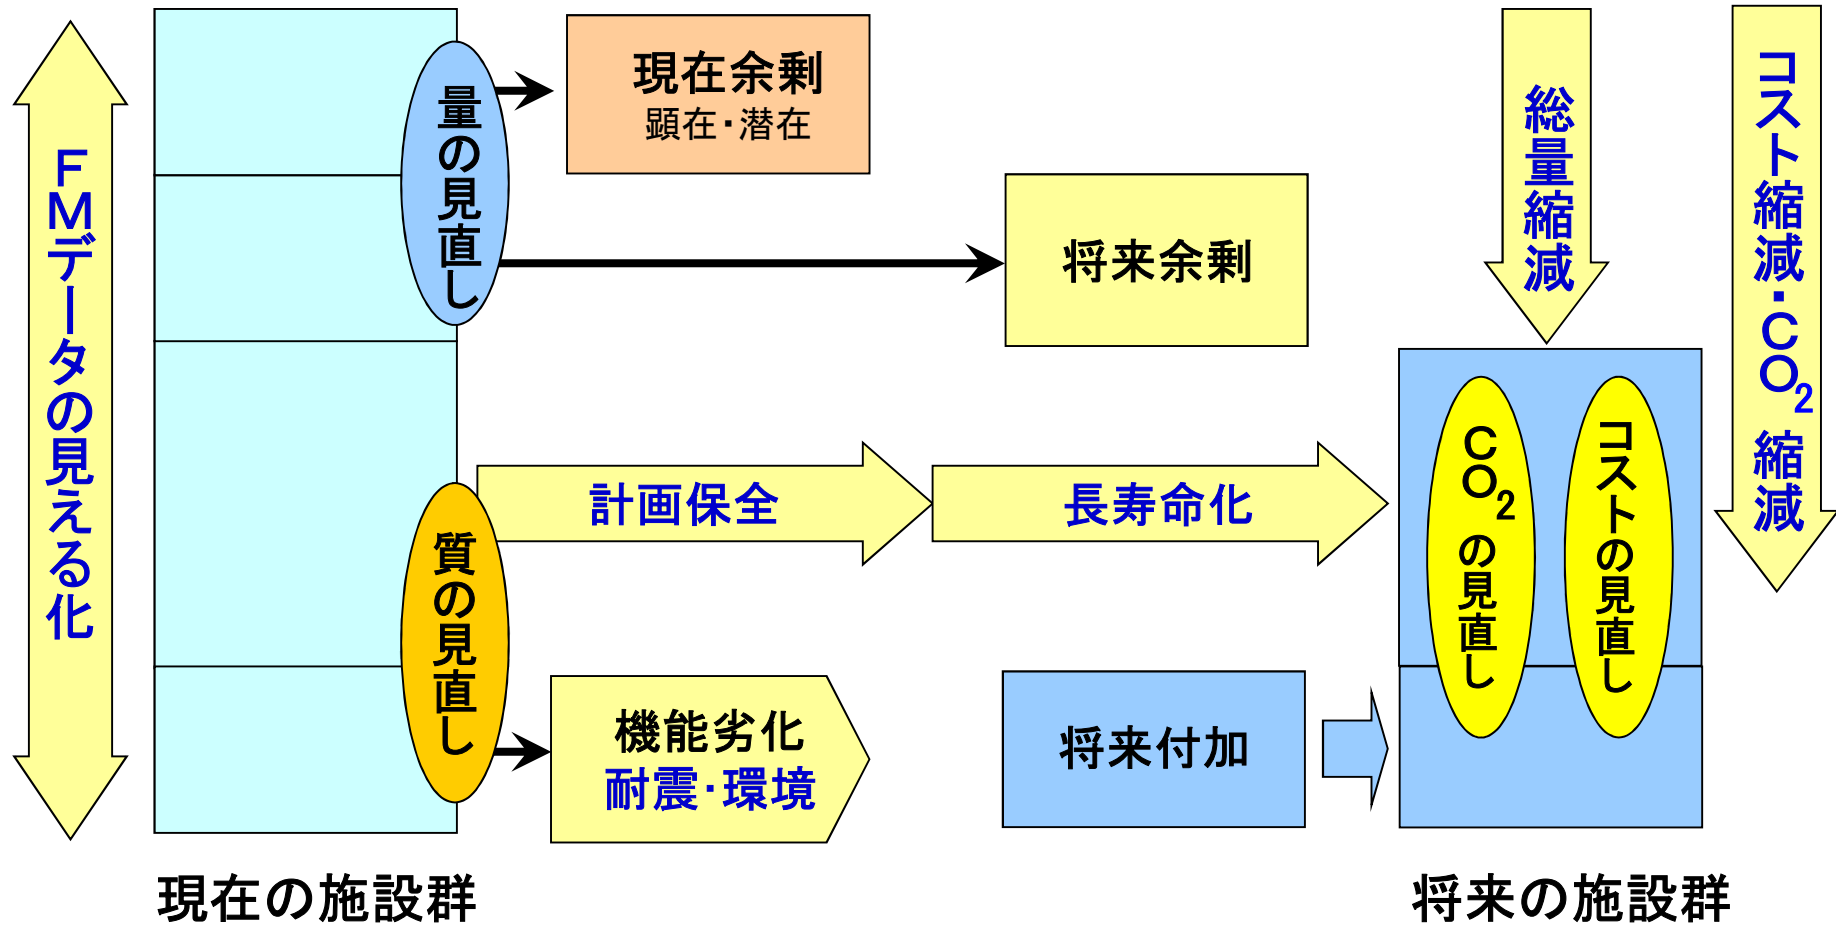 FMデータの見える化
量の見直し
現在余剰
顕在・潜在
将来余剰
総量縮減
コスト縮減・CO2縮減
計画保全
長寿命化
質の見直し
機能劣化
耐震・環境
将来付加
CO2の見直し
コストの見直し
現在の施設群
将来の施設群